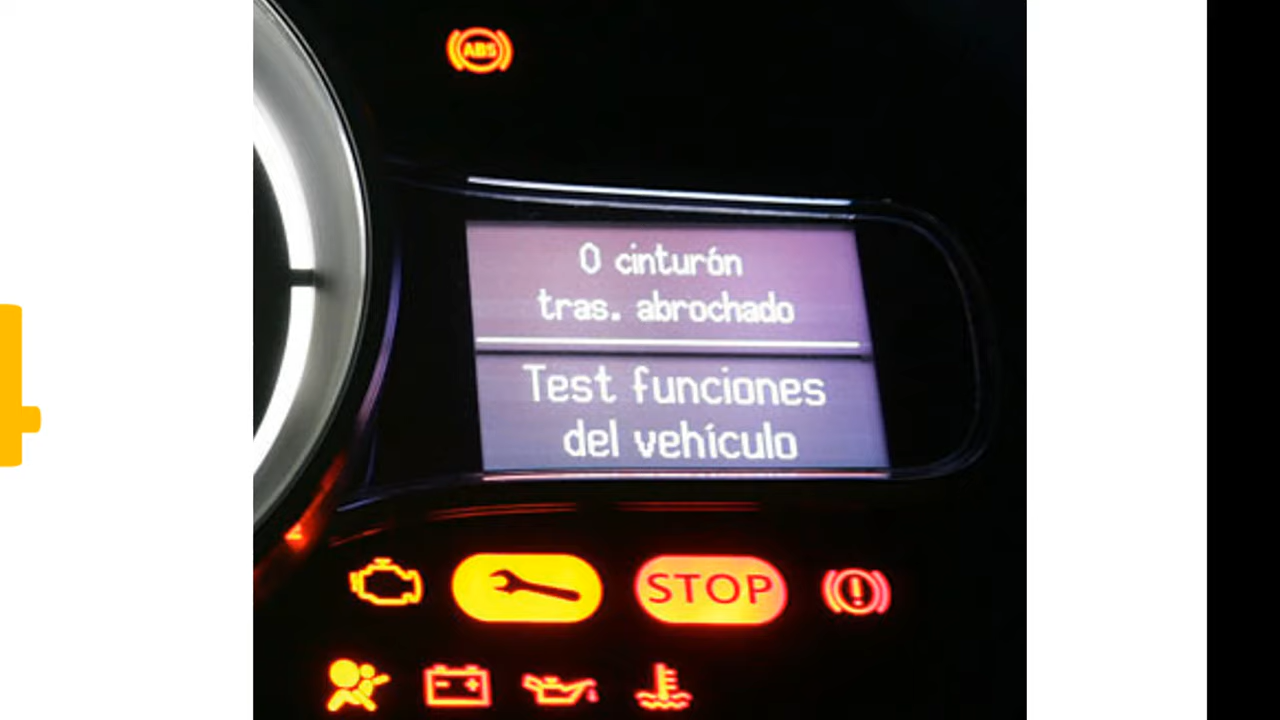 ABS
0 cinturón
tras. abrochado
Test funciones
del vehículo
STOP